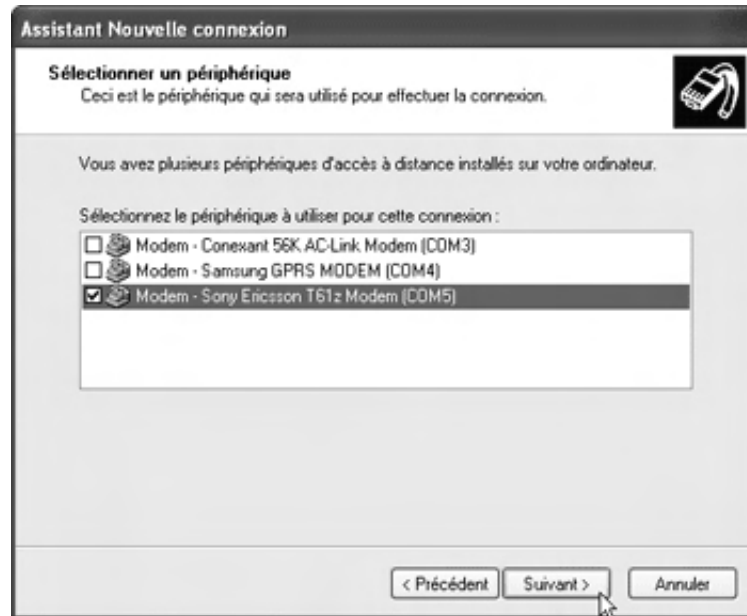 Assistant Nouvelle connexion
Sélectionner un périphérique
Ceci est le périphérique qui sera utilisé pour effectuer la connexion.
Vous avez plusieurs périphériques d'accès à distance installés sur votre ordinateur.
Sélectionnez le périphérique à utiliser pour cette connexion :
Modem - Conexant 56K AC-Link Modem (COM3)
Modem - Samsung GPRS MODEM (COM4)
Modem - Sony Ericsson T61z Modem (COM5)
< Précédent Suivant > Annuler